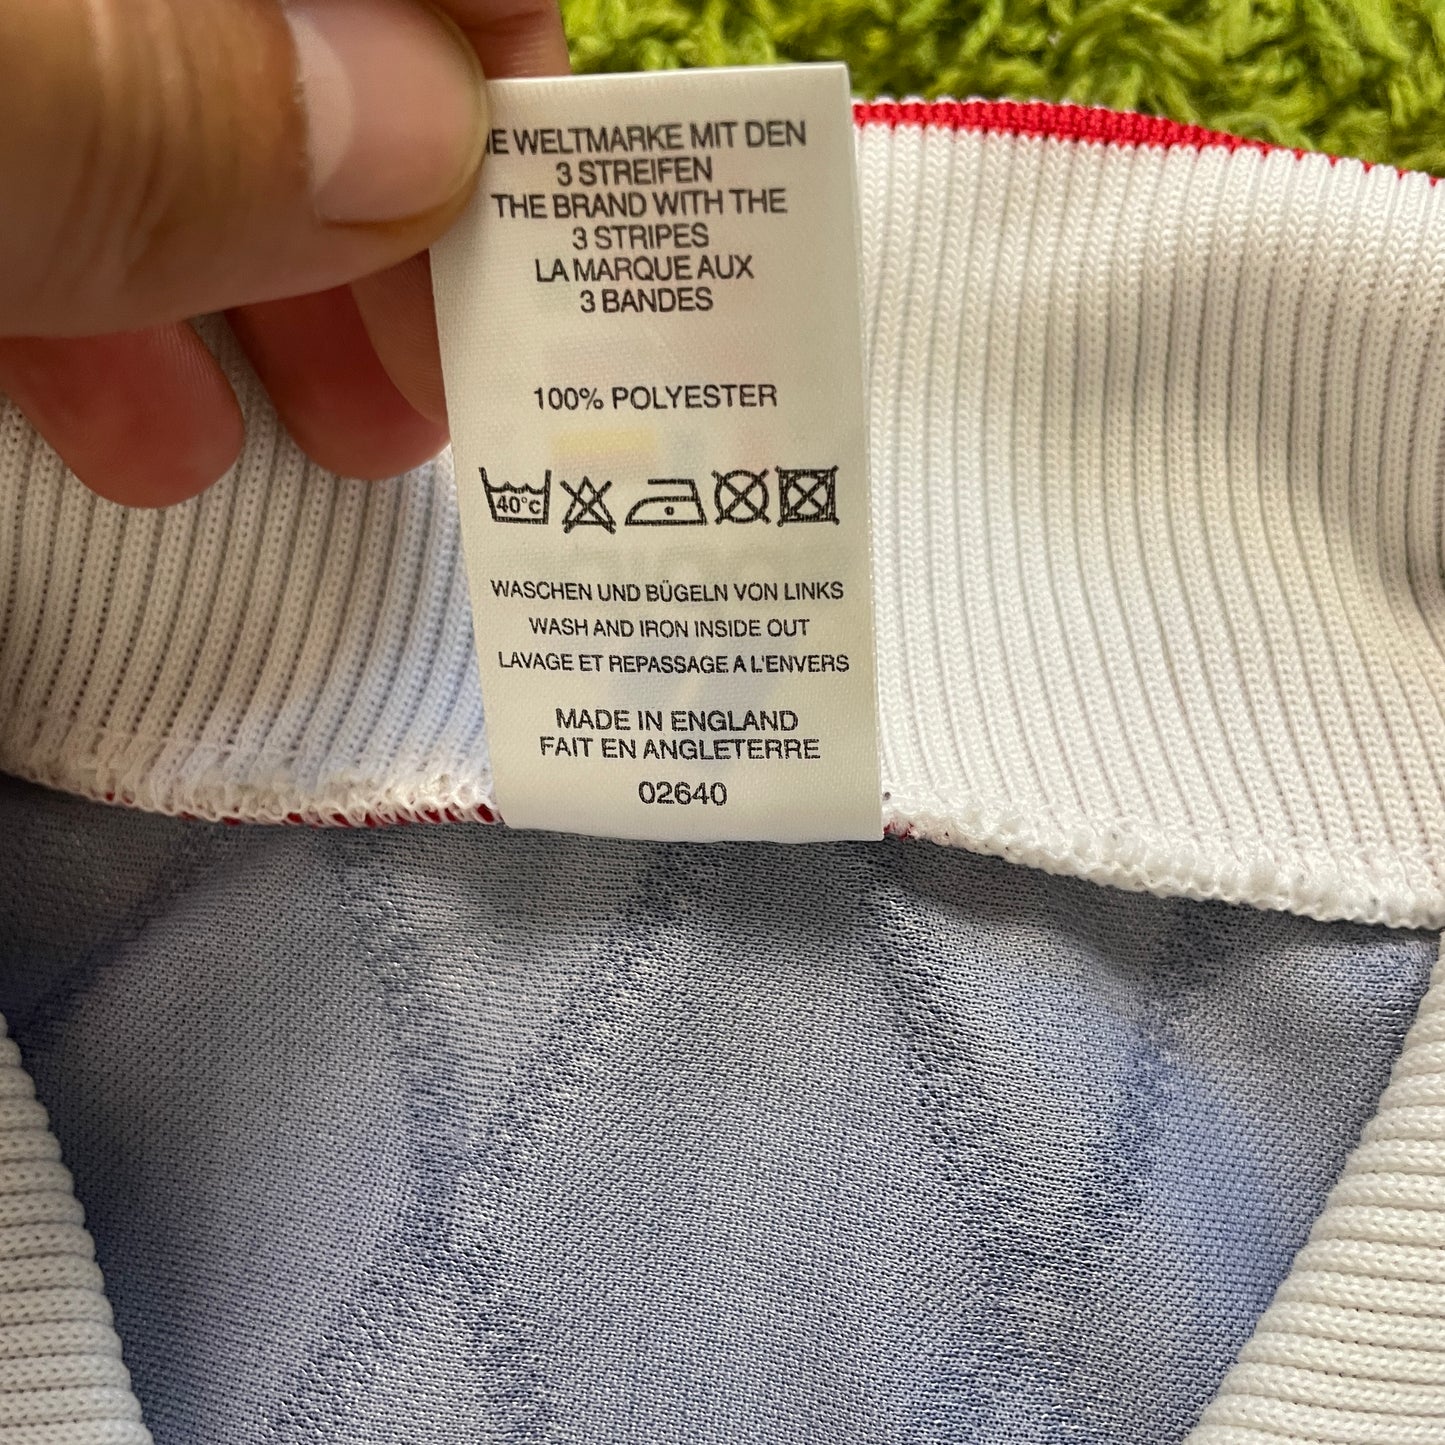 WELTMARKE MIT DEN
3 STREIFEN
THE BRAND WITH THE
3 STRIPES
LA MARQUE AUX
3 BANDES
100% POLYESTER
40°c
WASCHEN UND BÜGELN VON LINKS
WASH AND IRON INSIDE OUT
LAVAGE ET REPASSAGE A L'ENVERS
MADE IN ENGLAND
FAIT EN ANGLETERRE
02640